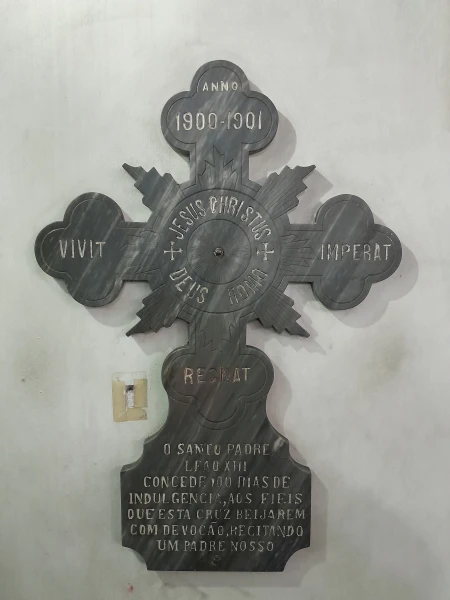 ANNO
1900-1901
JESUS CHRISTUS
VIVIT
IMPERAT
DEUS HOMO
REGNAT
O SANTO PADRE
LEAO XIII
CONCEDE 100 DIAS DE
INDULGENCIA, AOS FIEIS
QUE ESTA CRUZ BEIJAREM
COM DEVOÇÃO, RECITANDO
UM PADRE NOSSO